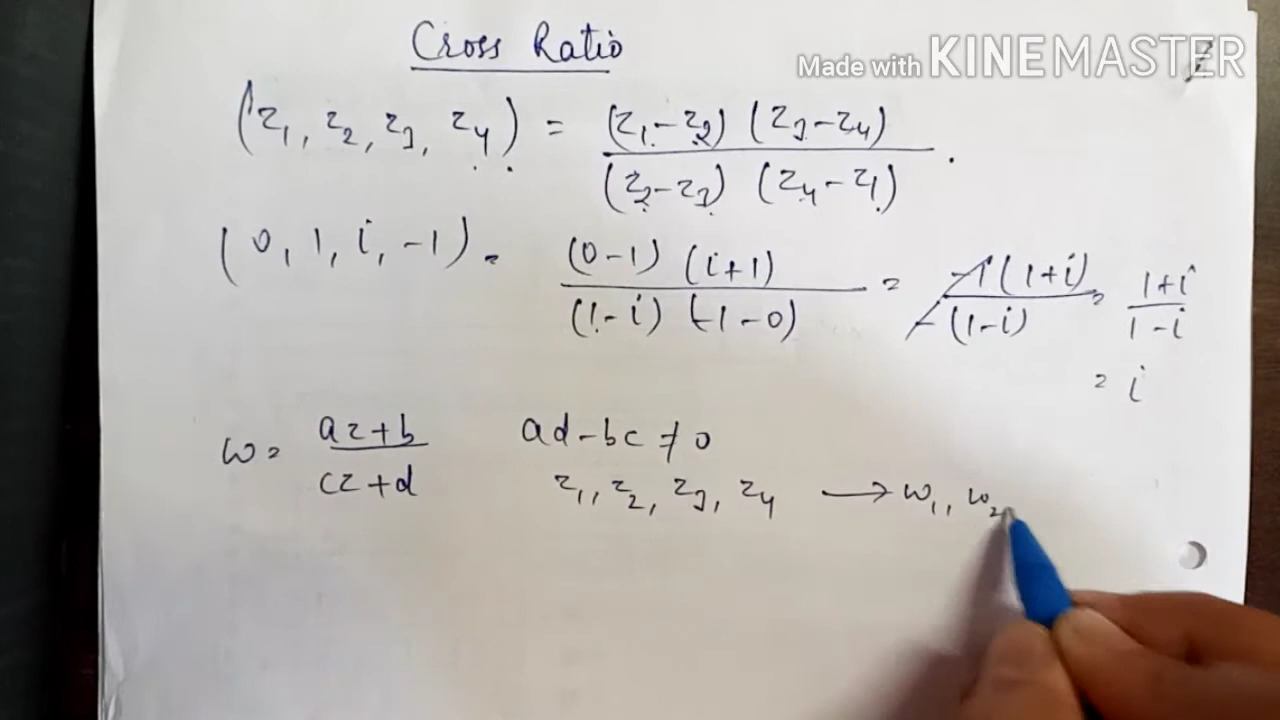 Cross Ratio
Made with KINEMASTER
(z1, z2, z3, z4) = (z1-z2) (z3-z4) / (z2-z3) (z4-z1) .
(0, 1, i, -1) = (0-1) (i+1) / (1-i) (-1-0) = -1(1+i) / -(1-i) = 1+i / 1-i
= i
w = az+b / cz+d    ad-bc≠0
z1, z2, z3, z4 → w1, w2